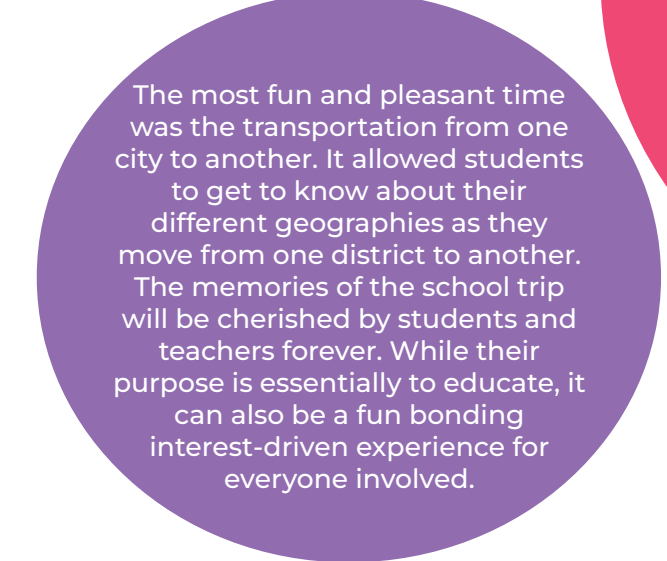 The most fun and pleasant time
was the transportation from one
city to another. It allowed students
to get to know about their
different geographies as they
move from one district to another.
The memories of the school trip
will be cherished by students and
teachers forever. While their
purpose is essentially to educate, it
can also be a fun bonding
interest-driven experience for
everyone involved.